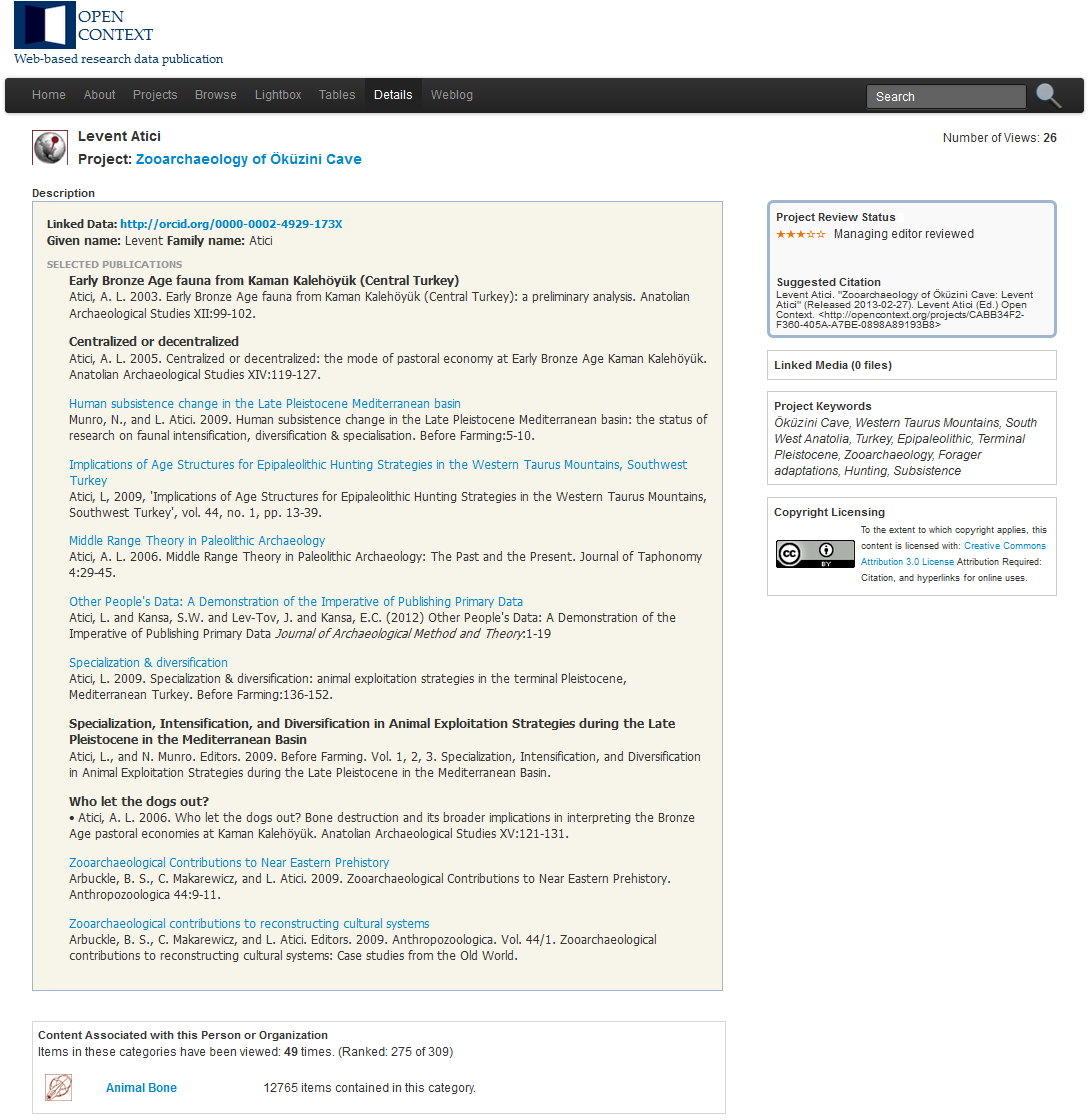 OPEN
CONTEXT
Web-based research data publication
Home About Projects Browse Lightbox Tables Details Weblog Search
Levent Atici
Project: Zooarchaeology of Öküzini Cave
Number of Views: 26
Description
Linked Data: http://orcid.org/0000-0002-4929-173X
Given name: Levent Family name: Atici
SELECTED PUBLICATIONS
Early Bronze Age fauna from Kaman Kalehöyük (Central Turkey)
Atici, A. L. 2003. Early Bronze Age fauna from Kaman Kalehöyük (Central Turkey): a preliminary analysis. Anatolian
Archaeological Studies XII:99-102.
Centralized or decentralized
Atici, A. L. 2005. Centralized or decentralized: the mode of pastoral economy at Early Bronze Age Kaman Kalehöyük.
Anatolian Archaeological Studies XIV:119-127.
Human subsistence change in the Late Pleistocene Mediterranean basin
Munro, N., and L. Atici. 2009. Human subsistence change in the Late Pleistocene Mediterranean basin: the status of
research on faunal intensification, diversification & specialisation. Before Farming:5-10.
Implications of Age Structures for Epipaleolithic Hunting Strategies in the Western Taurus Mountains, Southwest
Turkey
Atici, L, 2009, 'Implications of Age Structures for Epipaleolithic Hunting Strategies in the Western Taurus Mountains,
Southwest Turkey', vol. 44, no. 1, pp. 13-39.
Middle Range Theory in Paleolithic Archaeology
Atici, A. L. 2006. Middle Range Theory in Paleolithic Archaeology: The Past and the Present. Journal of Taphonomy
4:29-45.
Other People's Data: A Demonstration of the Imperative of Publishing Primary Data
Atici, L. and Kansa, S.W. and Lev-Tov, J. and Kansa, E.C. (2012) Other People's Data: A Demonstration of the
Imperative of Publishing Primary Data Journal of Archaeological Method and Theory:1-19
Specialization & diversification
Atici, L. 2009. Specialization & diversification: animal exploitation strategies in the terminal Pleistocene,
Mediterranean Turkey. Before Farming:136-152.
Specialization, Intensification, and Diversification in Animal Exploitation Strategies during the Late
Pleistocene in the Mediterranean Basin
Atici, L., and N. Munro. Editors. 2009. Before Farming. Vol. 1, 2, 3. Specialization, Intensification, and Diversification
in Animal Exploitation Strategies during the Late Pleistocene in the Mediterranean Basin.
Who let the dogs out?
• Atici, A. L. 2006. Who let the dogs out? Bone destruction and its broader implications in interpreting the Bronze
Age pastoral economies at Kaman Kalehöyük. Anatolian Archaeological Studies XV:121-131.
Zooarchaeological Contributions to Near Eastern Prehistory
Arbuckle, B. S., C. Makarewicz, and L. Atici. 2009. Zooarchaeological Contributions to Near Eastern Prehistory.
Anthropozoologica 44:9-11.
Zooarchaeological contributions to reconstructing cultural systems
Arbuckle, B. S., C. Makarewicz, and L. Atici. Editors. 2009. Anthropozoologica. Vol. 44/1. Zooarchaeological
contributions to reconstructing cultural systems: Case studies from the Old World.
Project Review Status
★★★☆☆ Managing editor reviewed
Suggested Citation
Levent Atici. "Zooarchaeology of Öküzini Cave: Levent
Atici" (Released 2013-02-27). Levent Atici (Ed.) Open
Context. <http://opencontext.org/projects/CABB34F2-
F360-405A-A7BE-0898A89193B8>
Linked Media (0 files)
Project Keywords
Öküzini Cave, Western Taurus Mountains, South
West Anatolia, Turkey, Epipaleolithic, Terminal
Pleistocene, Zooarchaeology, Forager
adaptations, Hunting, Subsistence
Copyright Licensing
cc BY
To the extent to which copyright applies, this
content is licensed with: Creative Commons
Attribution 3.0 License Attribution Required:
Citation, and hyperlinks for online uses.
Content Associated with this Person or Organization
Items in these categories have been viewed: 49 times. (Ranked: 275 of 309)
Animal Bone 12765 items contained in this category.